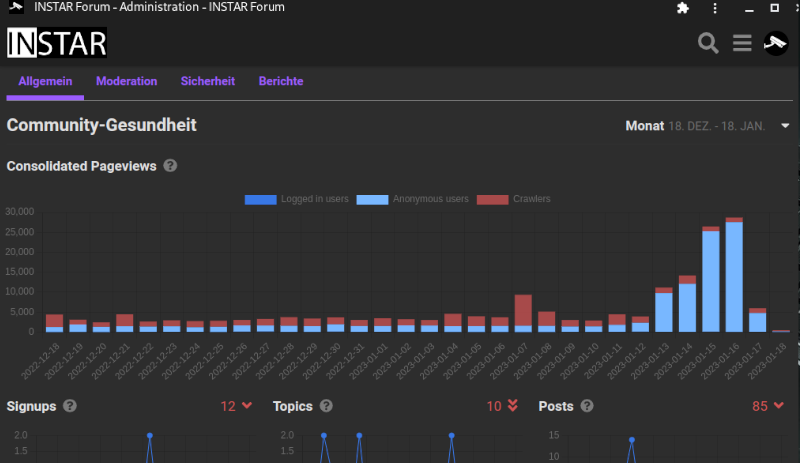 INSTAR Forum - Administration - INSTAR Forum
INSTAR
Allgemein Moderation Sicherheit Berichte
Community-Gesundheit
Monat 18. DEZ. - 18. JAN.
Consolidated Pageviews ?
Logged in users Anonymous users Crawlers
30,000
25,000
20,000
15,000
10,000
5,000
0
2022-12-18 2022-12-19 2022-12-20 2022-12-21 2022-12-22 2022-12-23 2022-12-24 2022-12-25 2022-12-26 2022-12-27 2022-12-28 2022-12-29 2022-12-30 2022-12-31 2023-01-01 2023-01-02 2023-01-03 2023-01-04 2023-01-05 2023-01-06 2023-01-07 2023-01-08 2023-01-09 2023-01-10 2023-01-11 2023-01-12 2023-01-13 2023-01-14 2023-01-15 2023-01-16 2023-01-17 2023-01-18
Signups ? 12
Topics ? 10
Posts ? 85
2.0 2.0 15
1.5 1.5 10